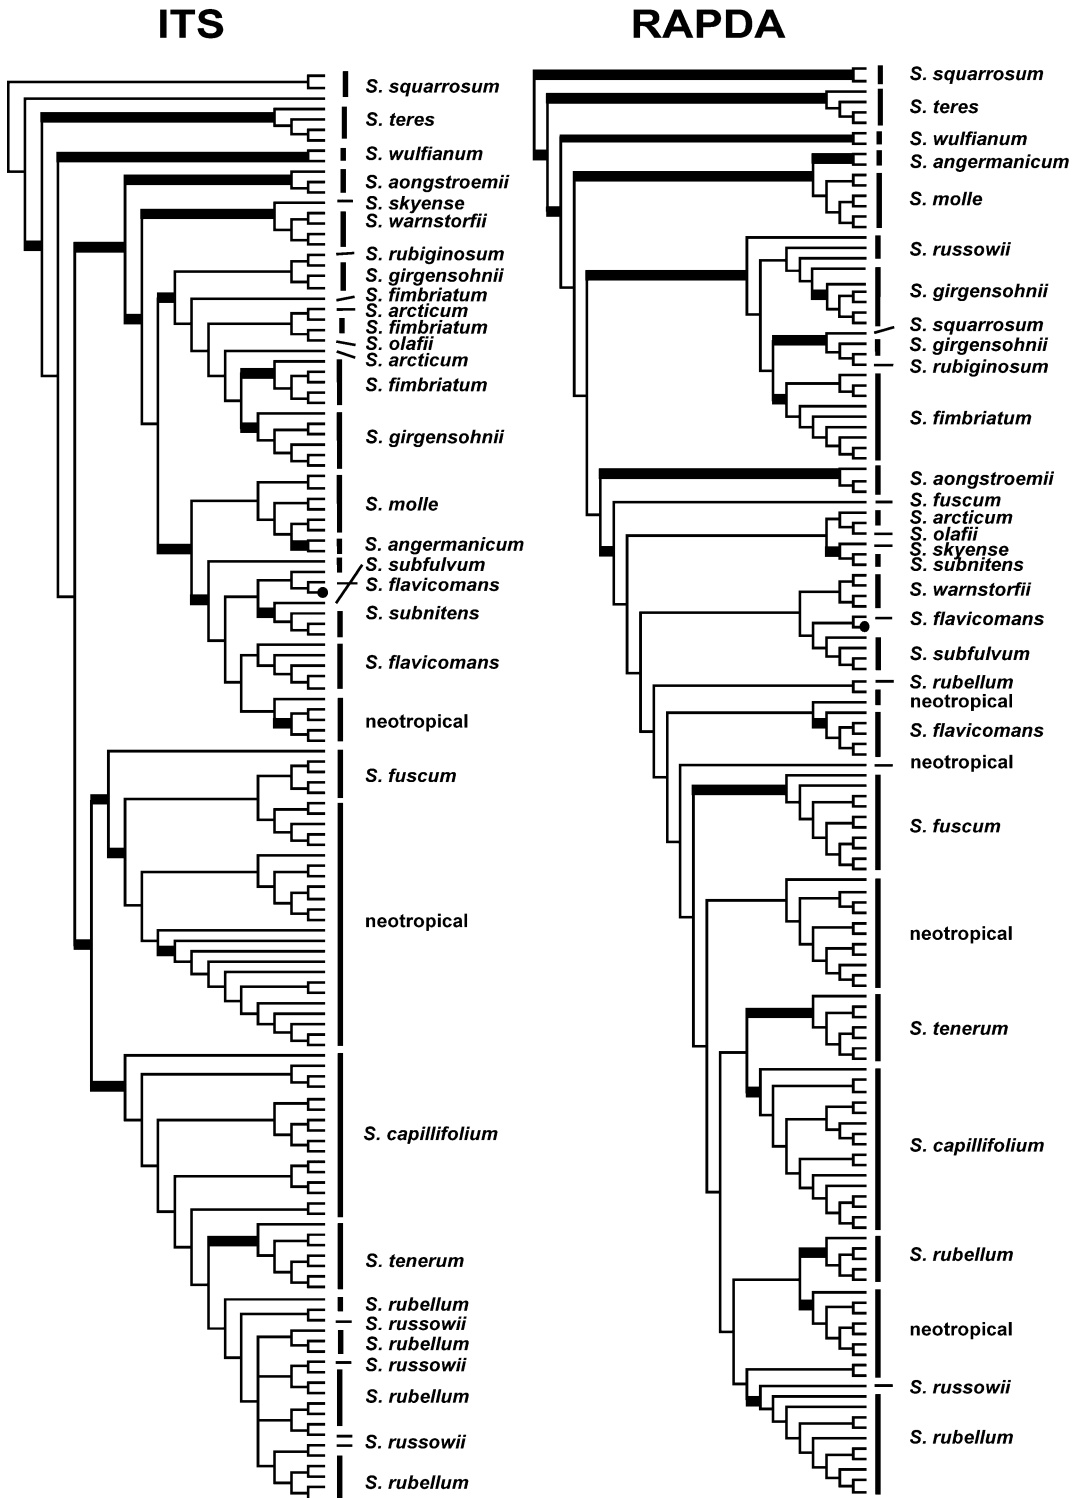 ITS
S. squarrosum
S. teres
S. wulfianum
S. aongstroemii
S. skyense
S. warnstorfii
S. rubiginosum
S. girgensohnii
S. fimbriatum
S. arcticum
S. fimbriatum
S. olafii
S. arcticum
S. fimbriatum
S. girgensohnii
S. molle
S. angermanicum
S. subfulvum
S. flavicomans
S. subnitens
S. flavicomans
neotropical
S. fuscum
neotropical
S. capillifolium
S. tenerum
S. rubellum
S. russowii
S. rubellum
S. russowii
S. rubellum
S. russowii
S. rubellum
RAPDA
S. squarrosum
S. teres
S. wulfianum
S. angermanicum
S. molle
S. russowii
S. girgensohnii
S. squarrosum
S. girgensohnii
S. rubiginosum
S. fimbriatum
S. aongstroemii
S. fuscum
S. arcticum
S. olafii
S. skyense
S. subnitens
S. warnstorfii
S. flavicomans
S. subfulvum
S. rubellum
neotropical
S. flavicomans
neotropical
S. fuscum
neotropical
S. tenerum
S. capillifolium
S. rubellum
neotropical
S. russowii
S. rubellum